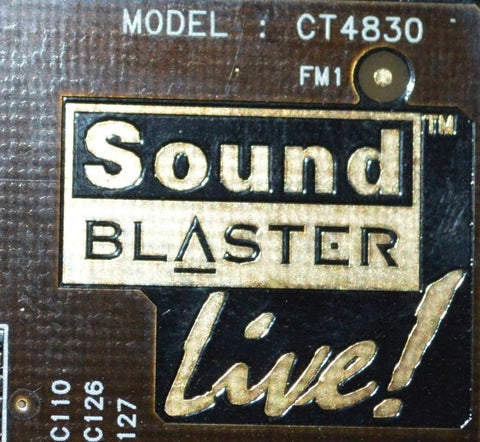 MODEL : CT4830
FM1
Sound
BLASTER
TM
Live!
C110
C126
127